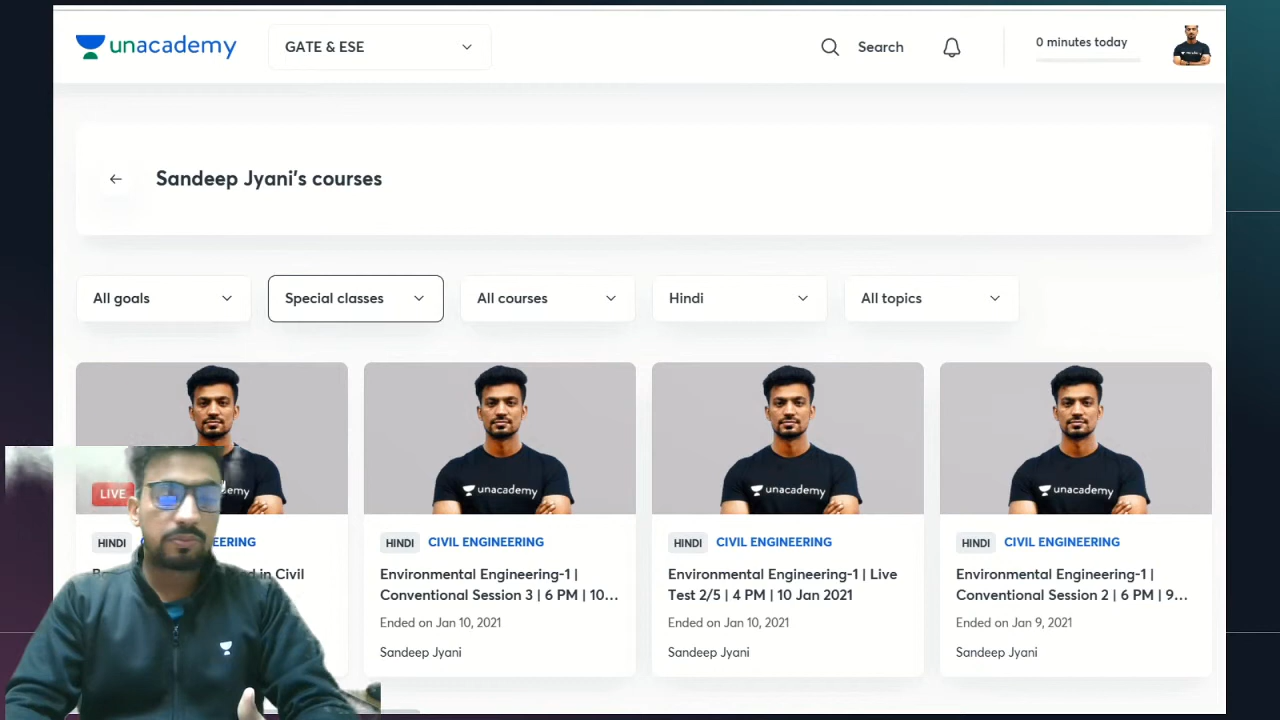 unacademy
GATE & ESE
Search
0 minutes today
Sandeep Jyani's courses
All goals
Special classes
All courses
Hindi
All topics
LIVE
unacademy
unacademy
unacademy
HINDI
HINDI CIVIL ENGINEERING
Environmental Engineering-1 |
Conventional Session 3 | 6 PM | 10...
Ended on Jan 10, 2021
Sandeep Jyani
HINDI CIVIL ENGINEERING
Environmental Engineering-1 | Live
Test 2/5 | 4 PM | 10 Jan 2021
Ended on Jan 10, 2021
Sandeep Jyani
HINDI CIVIL ENGINEERING
Environmental Engineering-1 |
Conventional Session 2 | 6 PM | 9...
Ended on Jan 9, 2021
Sandeep Jyani
in Civil